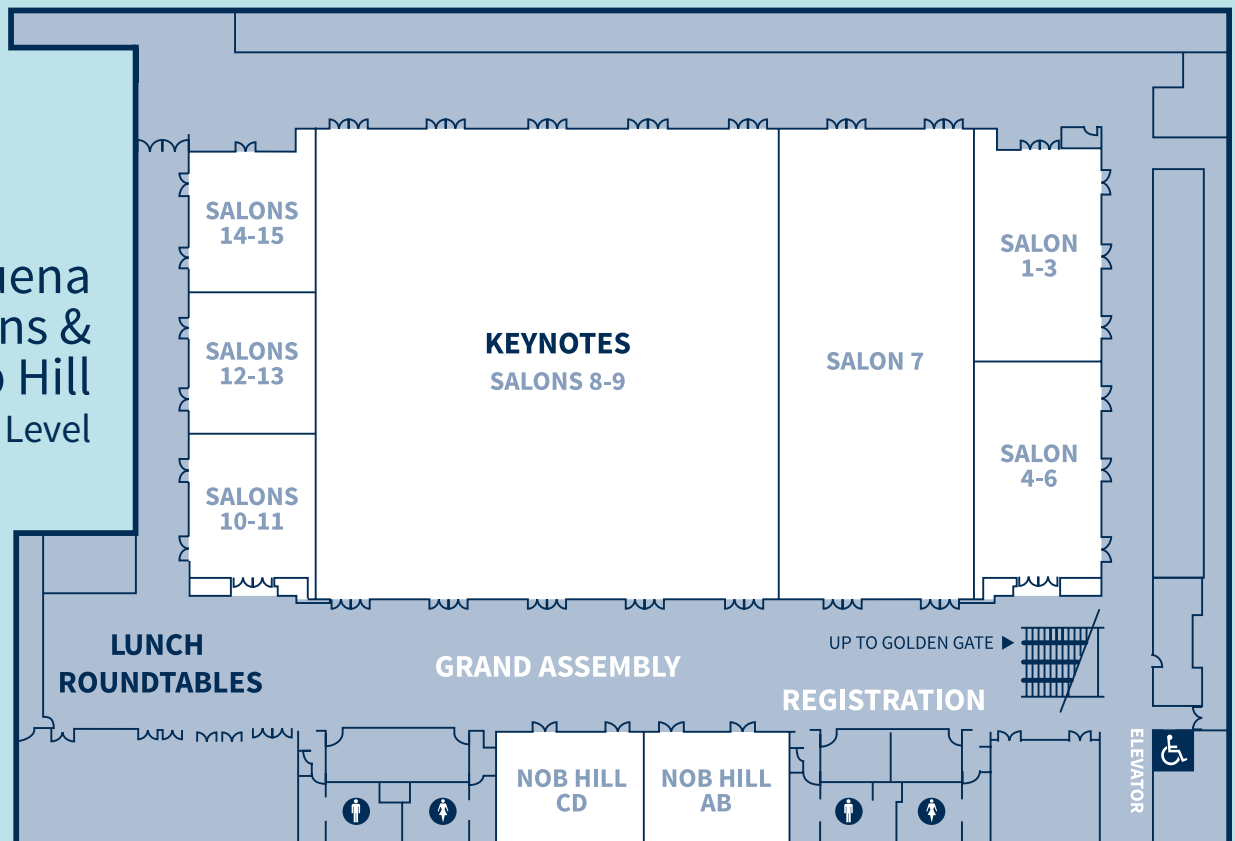 uena
ns &
Hill
Level
SALONS
14-15
SALONS
12-13
SALONS
10-11
KEYNOTES
SALONS 8-9
SALON 7
SALON
1-3
SALON
4-6
LUNCH
ROUNDTABLES
GRAND ASSEMBLY
UP TO GOLDEN GATE
REGISTRATION
NOB HILL
CD
NOB HILL
AB
ELEVATOR